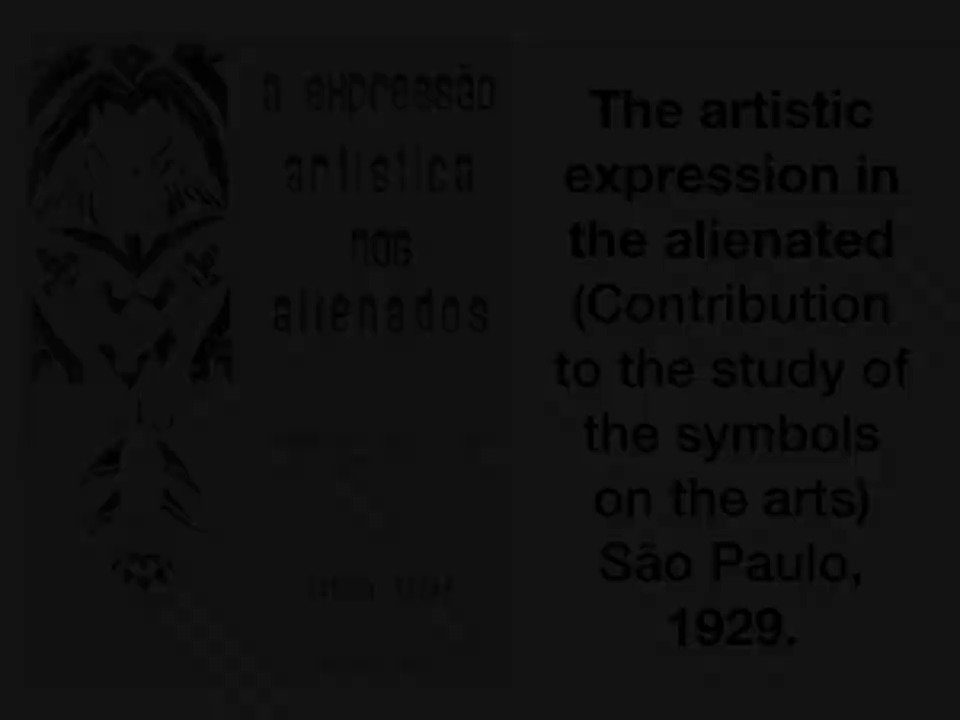 a expressão
artistica
nos
alienados
The artistic
expression in
the alienated
(Contribution
to the study of
the symbols
on the arts)
São Paulo,
1929.